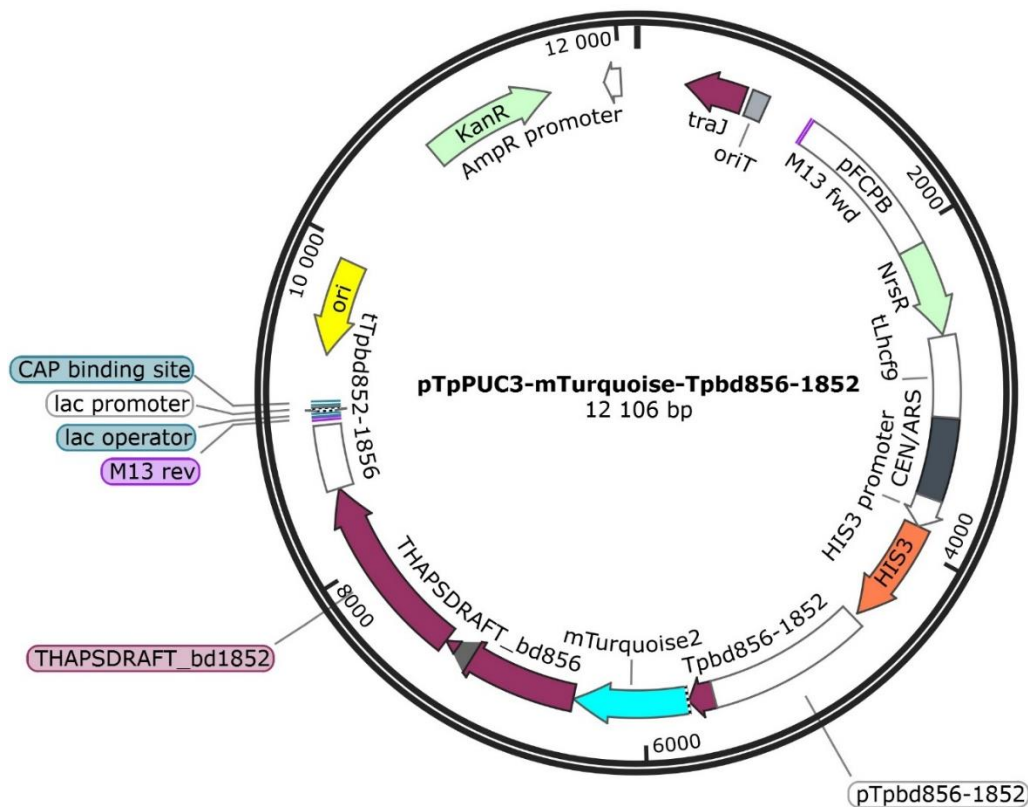 12 000
KanR
AmpR promoter
traJ
oriT
M13 fwd
pFCPB
2000
NrsR
tLhcf9
CEN/ARS
HIS3 promoter
HIS3
4000
10 000
ori
tTpbd852-1856
CAP binding site
lac promoter
lac operator
M13 rev
pTpPUC3-mTurquoise-Tpbd856-1852
12 106 bp
THAPSDRAFT_bd856
8000
THAPSDRAFT_bd1852
mTurquoise2
Tpbd856-1852
6000
pTpbd856-1852